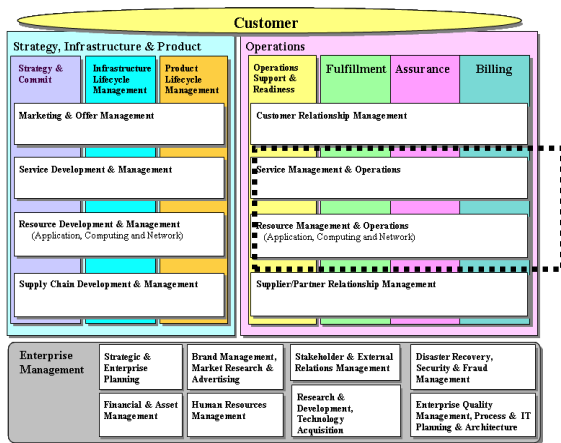 Customer
Strategy, Infrastructure & Product
Operations
Strategy &
Commit
Infrastructure
Lifecycle
Management
Product
Lifecycle
Management
Operations
Support &
Readiness
Fulfillment
Assurance
Billing
Marketing & Offer Management
Customer Relationship Management
Service Development & Management
Service Management & Operations
Resource Development & Management
(Application, Computing and Network)
Resource Management & Operations
(Application, Computing and Network)
Supply Chain Development & Management
Supplier/Partner Relationship Management
Enterprise
Management
Strategic &
Enterprise
Planning
Brand Management,
Market Research &
Advertising
Stakeholder & External
Relations Management
Disaster Recovery,
Security & Fraud
Management
Financial & Asset
Management
Human Resources
Management
Research &
Development,
Technology
Acquisition
Enterprise Quality
Management, Process & IT
Planning & Architecture